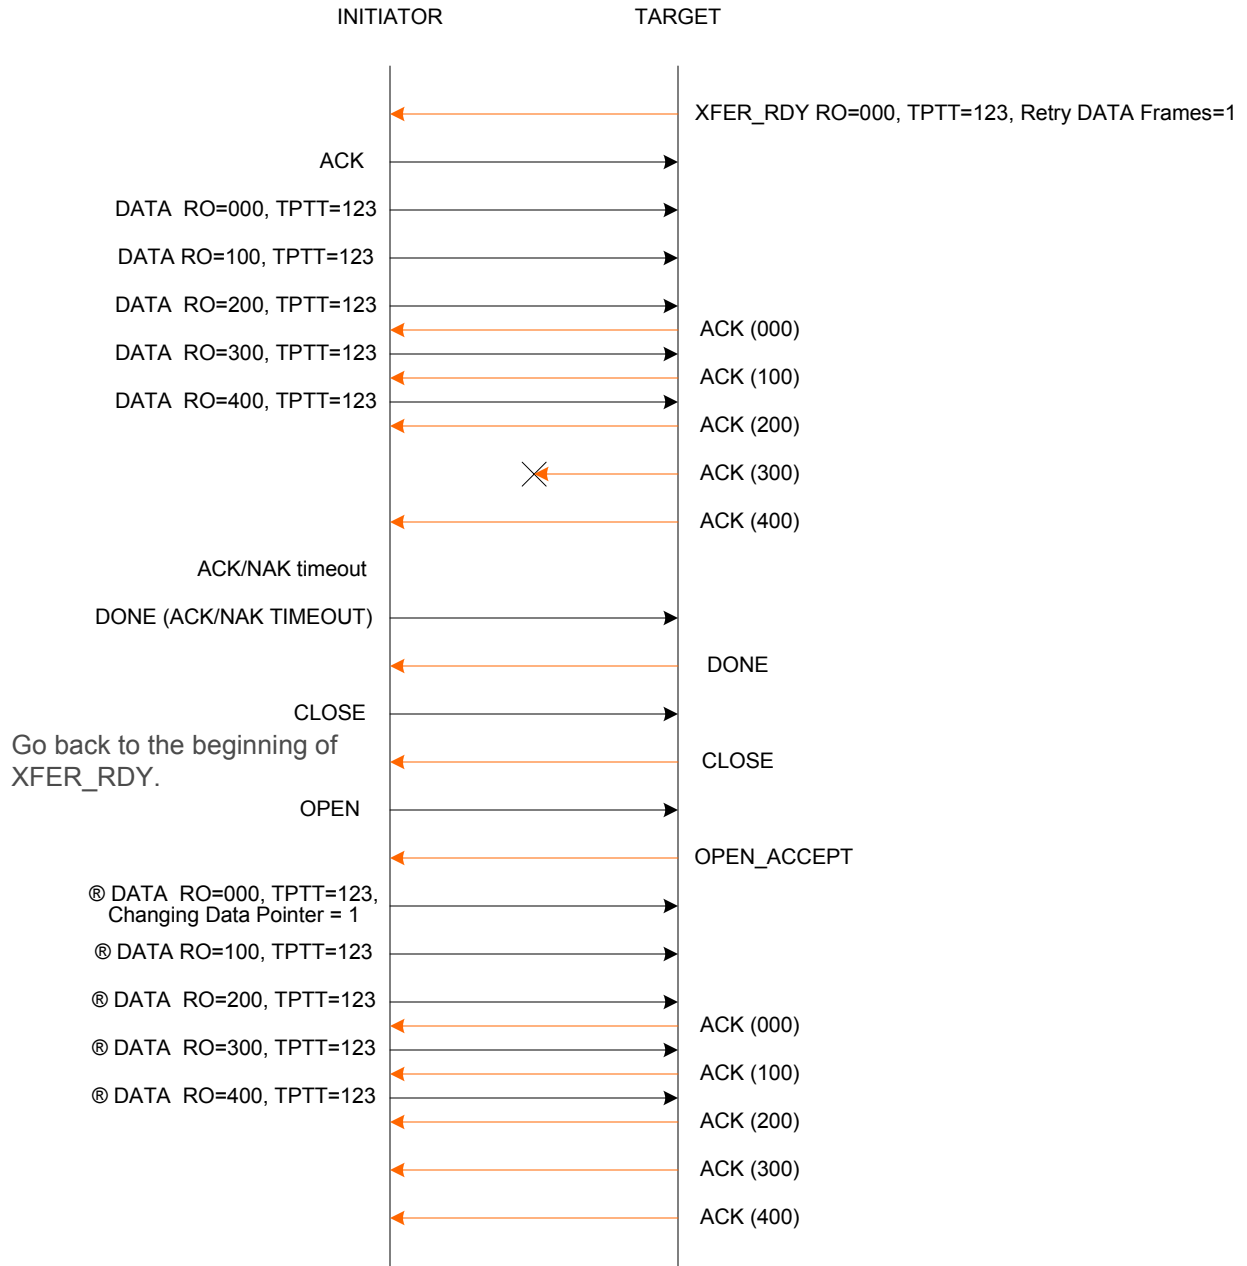 INITIATOR TARGET
XFER_RDY RO=000, TPTT=123, Retry DATA Frames=1
ACK
DATA RO=000, TPTT=123
DATA RO=100, TPTT=123
DATA RO=200, TPTT=123
ACK (000)
DATA RO=300, TPTT=123
ACK (100)
DATA RO=400, TPTT=123
ACK (200)
ACK (300)
ACK (400)
ACK/NAK timeout
DONE (ACK/NAK TIMEOUT)
DONE
CLOSE
Go back to the beginning of
XFER_RDY.
CLOSE
OPEN
OPEN_ACCEPT
® DATA RO=000, TPTT=123,
Changing Data Pointer = 1
® DATA RO=100, TPTT=123
® DATA RO=200, TPTT=123
ACK (000)
® DATA RO=300, TPTT=123
ACK (100)
® DATA RO=400, TPTT=123
ACK (200)
ACK (300)
ACK (400)